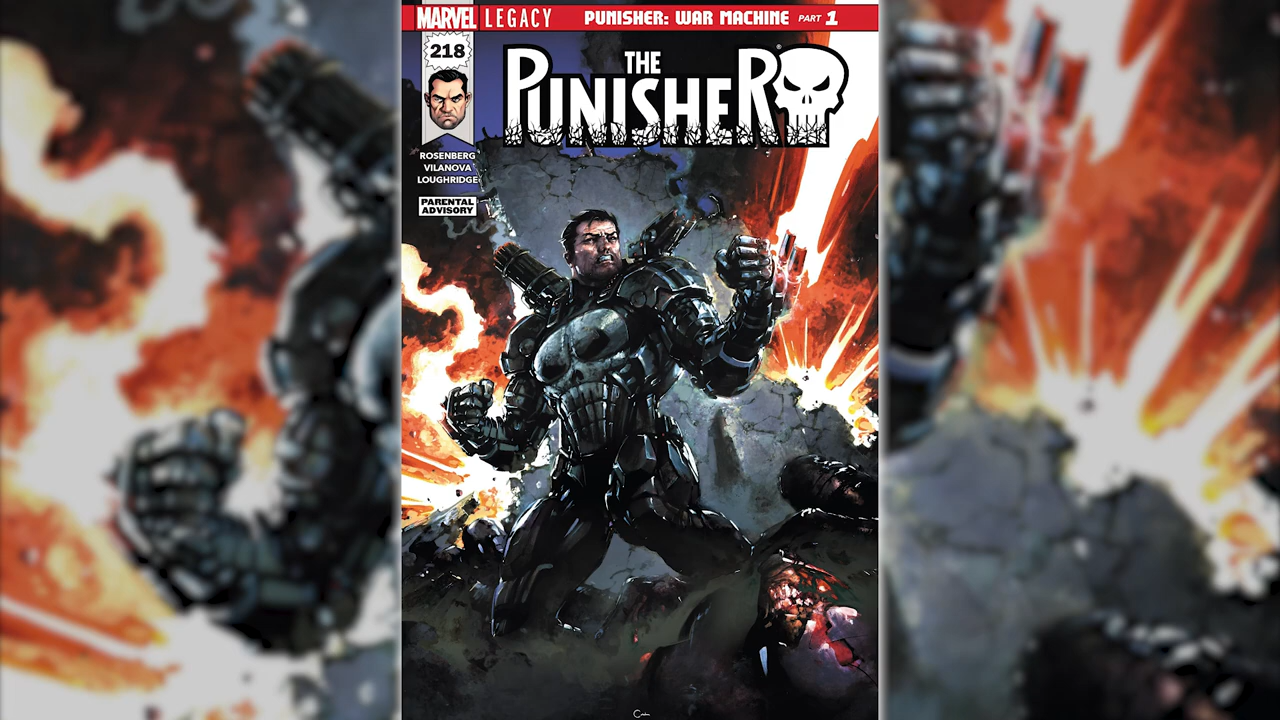 MARVEL LEGACY PUNISHER: WAR MACHINE PART 1
218
THE
PUNISHER
ROSENBERG
VILANOVA
LOUGHRIDGE
PARENTAL
ADVISORY